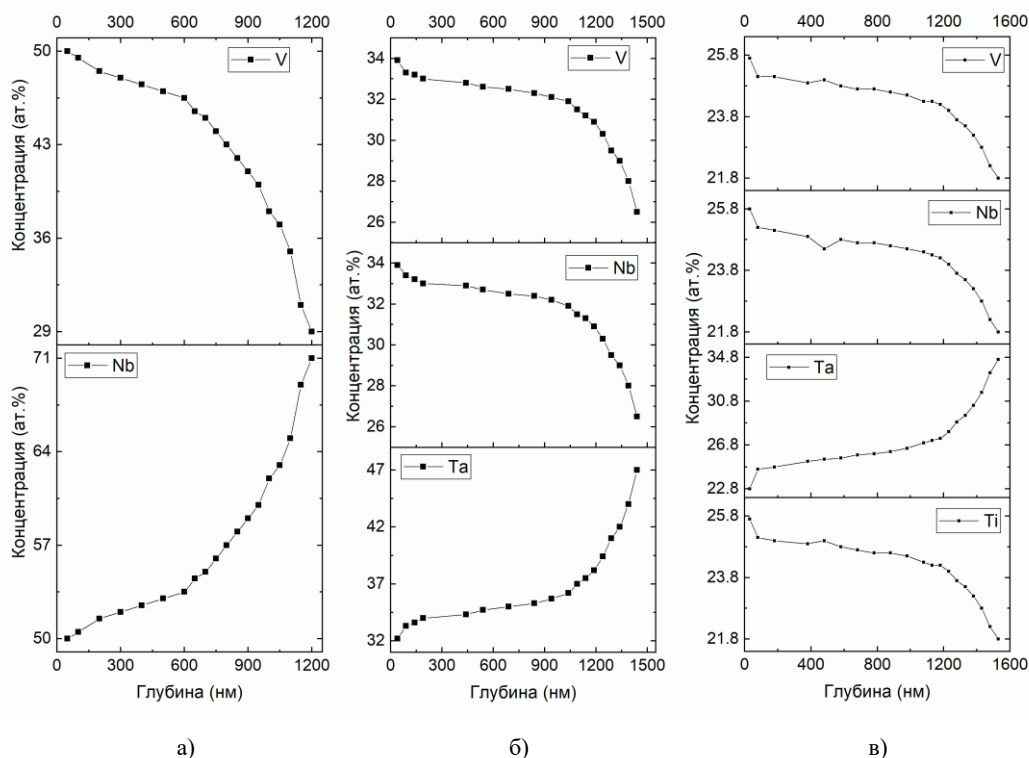 0 300 600 900 1200
50
43
36
29
V
Концентрация (ат.%)
71
64
57
50
Nb
Концентрация (ат.%)
0 300 600 900 1200
Глубина (нм)
а)
0 300 600 900 1200 1500
34
32
30
28
26
V
34
32
30
28
26
Nb
Концентрация (ат.%)
47
42
37
32
Ta
0 300 600 900 1200 1500
Глубина (нм)
б)
0 400 800 1200 1600
25.8
23.8
21.8
V
25.8
23.8
21.8
Nb
Концентрация (ат.%)
34.8
30.8
26.8
22.8
Ta
25.8
23.8
21.8
Ti
0 400 800 1200 1600
Глубина (нм)
в)